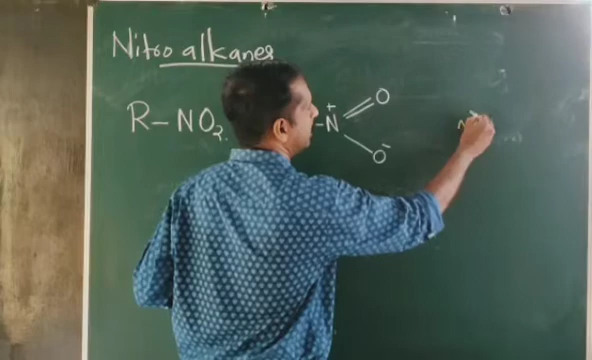 Nitro alkanes
R-NO2
-N+
O
O-